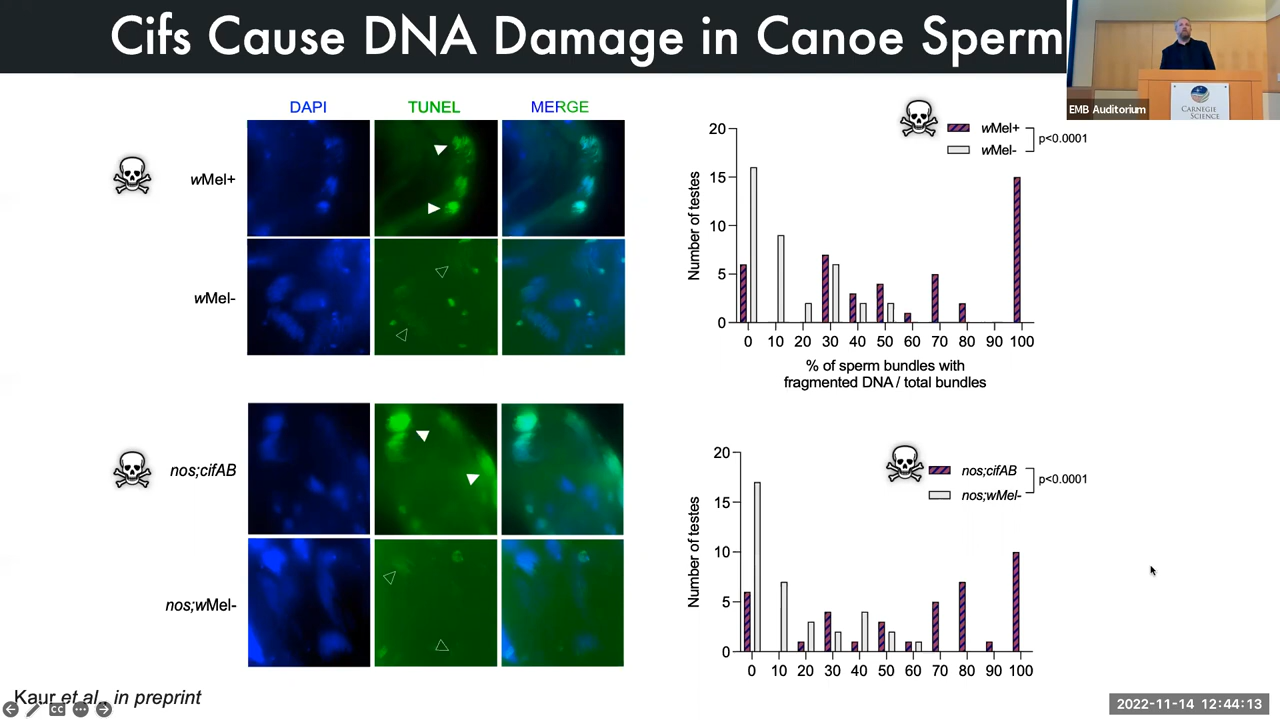 Cifs Cause DNA Damage in Canoe Sperm
EMB Auditorium
CARNEGIE
SCIENCE
DAPI
TUNEL
MERGE
wMel+
wMel-
nos;cifAB
nos;wMel-
20
15
10
5
0
Number of testes
wMel+
wMel-
p<0.0001
0 10 20 30 40 50 60 70 80 90 100
% of sperm bundles with
fragmented DNA / total bundles
20
15
10
5
0
Number of testes
nos;cifAB
nos;wMel-
p<0.0001
0 10 20 30 40 50 60 70 80 90 100
Kaur et al., in preprint
CC
2022-11-14 12:44:13